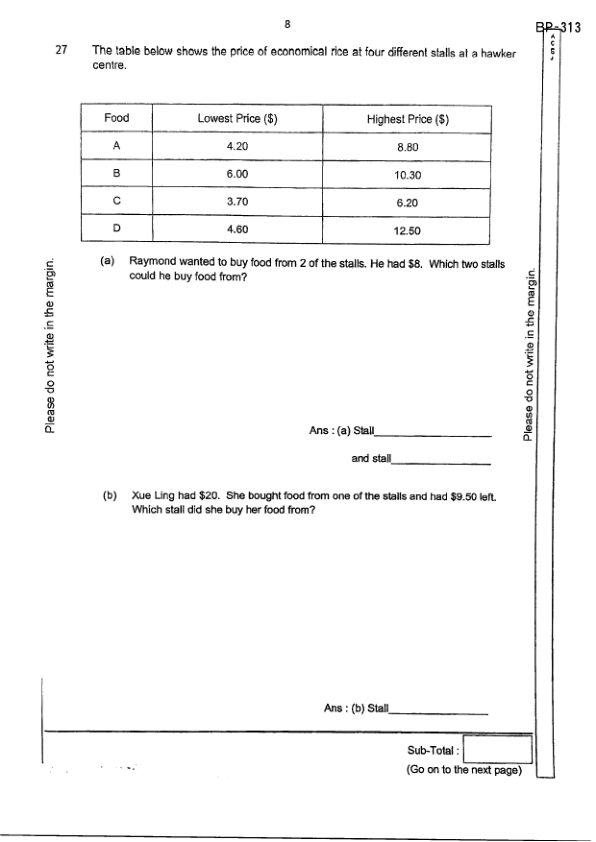 8
BP-313
A
C
G
J
27 The table below shows the price of economical rice at four different stalls at a hawker
centre.
Food Lowest Price ($) Highest Price ($)
A 4.20 8.80
B 6.00 10.30
C 3.70 6.20
D 4.60 12.50
(a) Raymond wanted to buy food from 2 of the stalls. He had $8. Which two stalls
could he buy food from?
Please do not write in the margin.
Please do not write in the margin.
Ans : (a) Stall
and stall
(b) Xue Ling had $20. She bought food from one of the stalls and had $9.50 left.
Which stall did she buy her food from?
Ans : (b) Stall
Sub-Total :
(Go on to the next page)